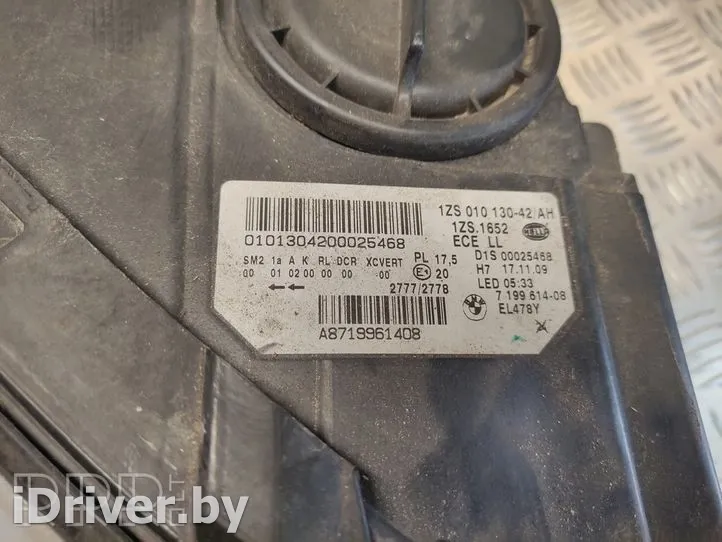 0101304200025468
SM2 1a A K RL DCR XCVERT
00 01 02 00 00 00 00
PL 17,5
E1 20
2777/2778
A8719961408
1ZS 010 130-42/AH
1ZS.1652
ECE LL
HELLA
D1S 00025468
H7 17.11.09
LED 05:33
7 199 614-08
EL478Y
BMW
iDriver.by